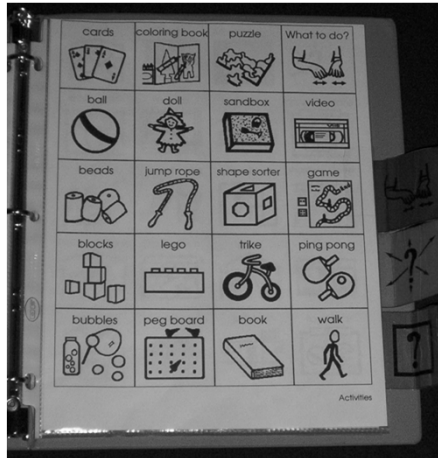 cards coloring book puzzle What to do?
ball doll sandbox video
beads jump rope shape sorter game
blocks lego trike ping pong
bubbles peg board book walk
Activities